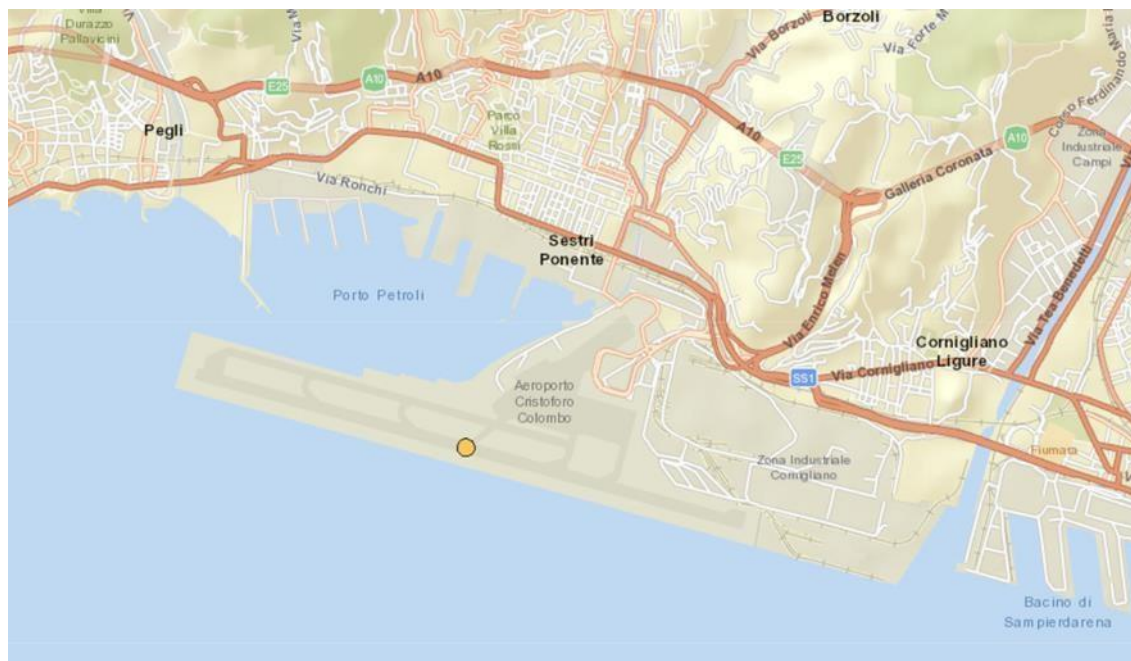 Villa
Durazzo
Pallavicini
Via M
Borzoli
Via Borzoli
Via Forte M
Corso Ferdinando Maria
E25
A10
A10
Pegli
Parco
Villa
Rossi
A10
E25
A10
Zona
Industriale
Campi
Galleria Coronata
Via Ronchi
Sestri
Ponente
Porto Petroli
Via Enrico Melen
Via Tea Benedetti
Cornigliano
Ligure
SS1
Via Cornigliano
Aeroporto
Cristoforo
Colombo
Zona Industriale
Cornigliano
Fiumara
Bacino di
Sampierdarena